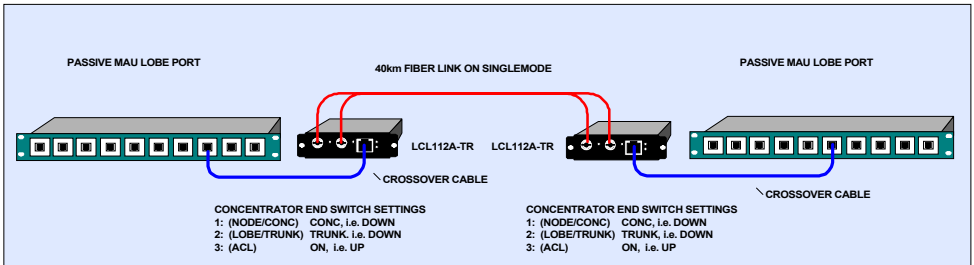 PASSIVE MAU LOBE PORT
40km FIBER LINK ON SINGLEMODE
PASSIVE MAU LOBE PORT
LCL112A-TR
LCL112A-TR
CROSSOVER CABLE
CROSSOVER CABLE
CONCENTRATOR END SWITCH SETTINGS
1: (NODE/CONC) CONC, i.e. DOWN
2: (LOBE/TRUNK) TRUNK. i.e. DOWN
3: (ACL) ON, i.e. UP
CONCENTRATOR END SWITCH SETTINGS
1: (NODE/CONC) CONC, i.e. DOWN
2: (LOBE/TRUNK) TRUNK, i.e. DOWN
3: (ACL) ON, i.e. UP